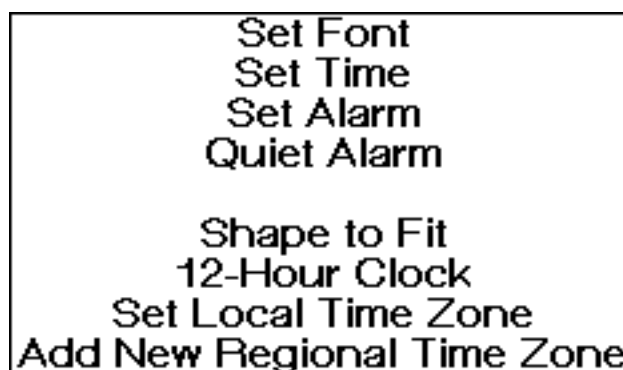 Set Font
Set Time
Set Alarm
Quiet Alarm
Shape to Fit
12-Hour Clock
Set Local Time Zone
Add New Regional Time Zone